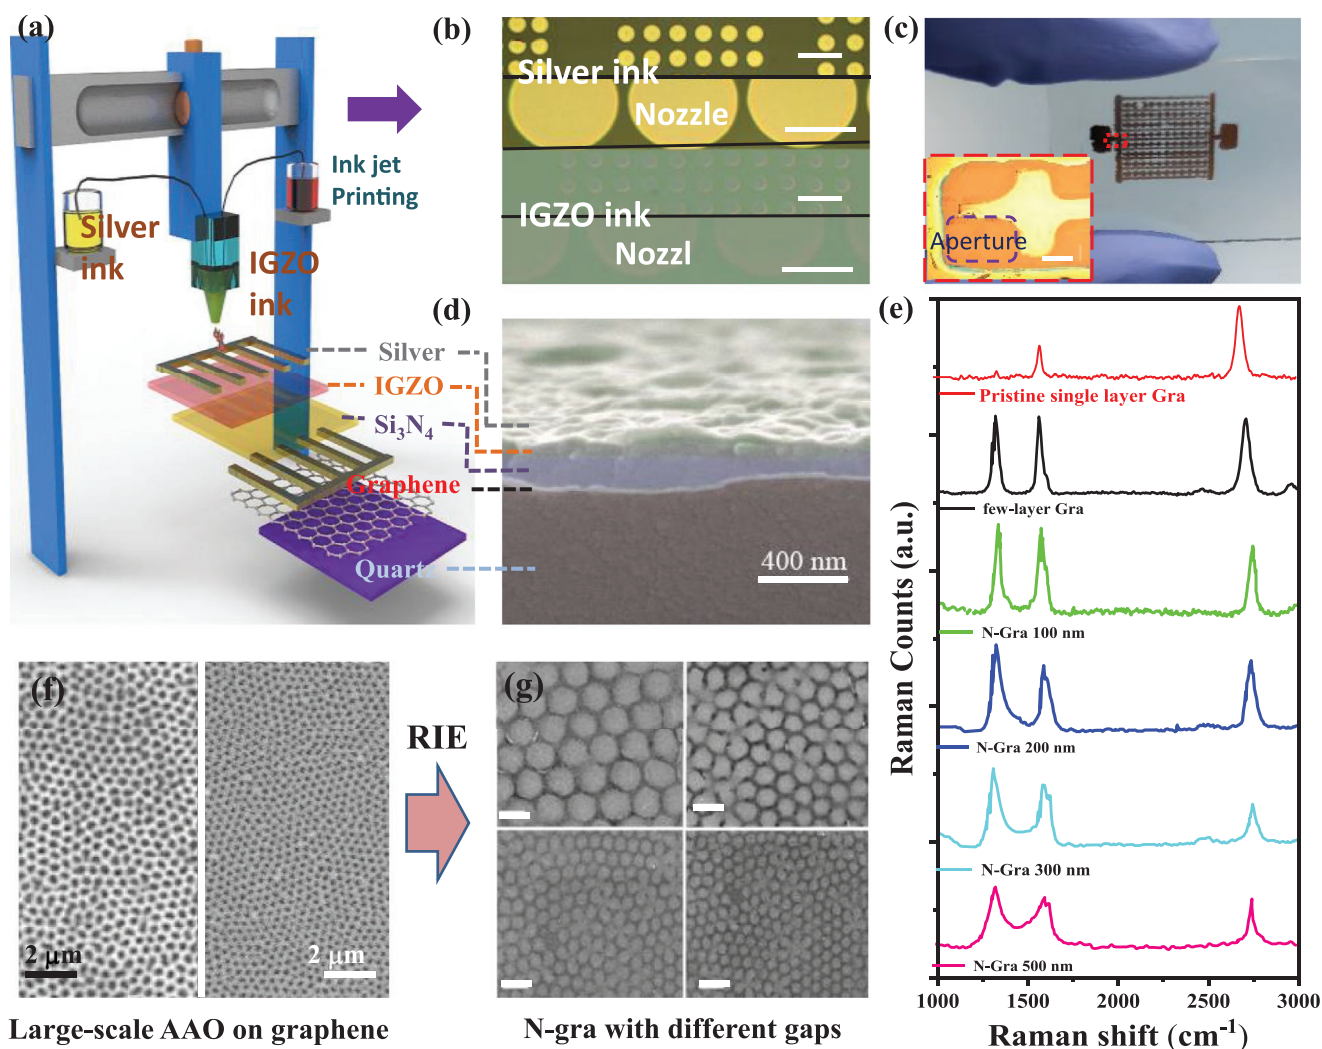 (a)
Ink jet
Printing
Silver
ink
IGZO
ink
(b)
Silver ink
Nozzle
IGZO ink
Nozzl
(c)
Aperture
(d)
Silver
IGZO
Si₃N₄
Graphene
Quartz
400 nm
(e)
Pristine single layer Gra
few-layer Gra
N-Gra 100 nm
N-Gra 200 nm
N-Gra 300 nm
N-Gra 500 nm
Raman Counts (a.u.)
1000 1500 2000 2500 3000
Raman shift (cm⁻¹)
(f)
2 μm
2 μm
RIE
(g)
Large-scale AAO on graphene
N-gra with different gaps